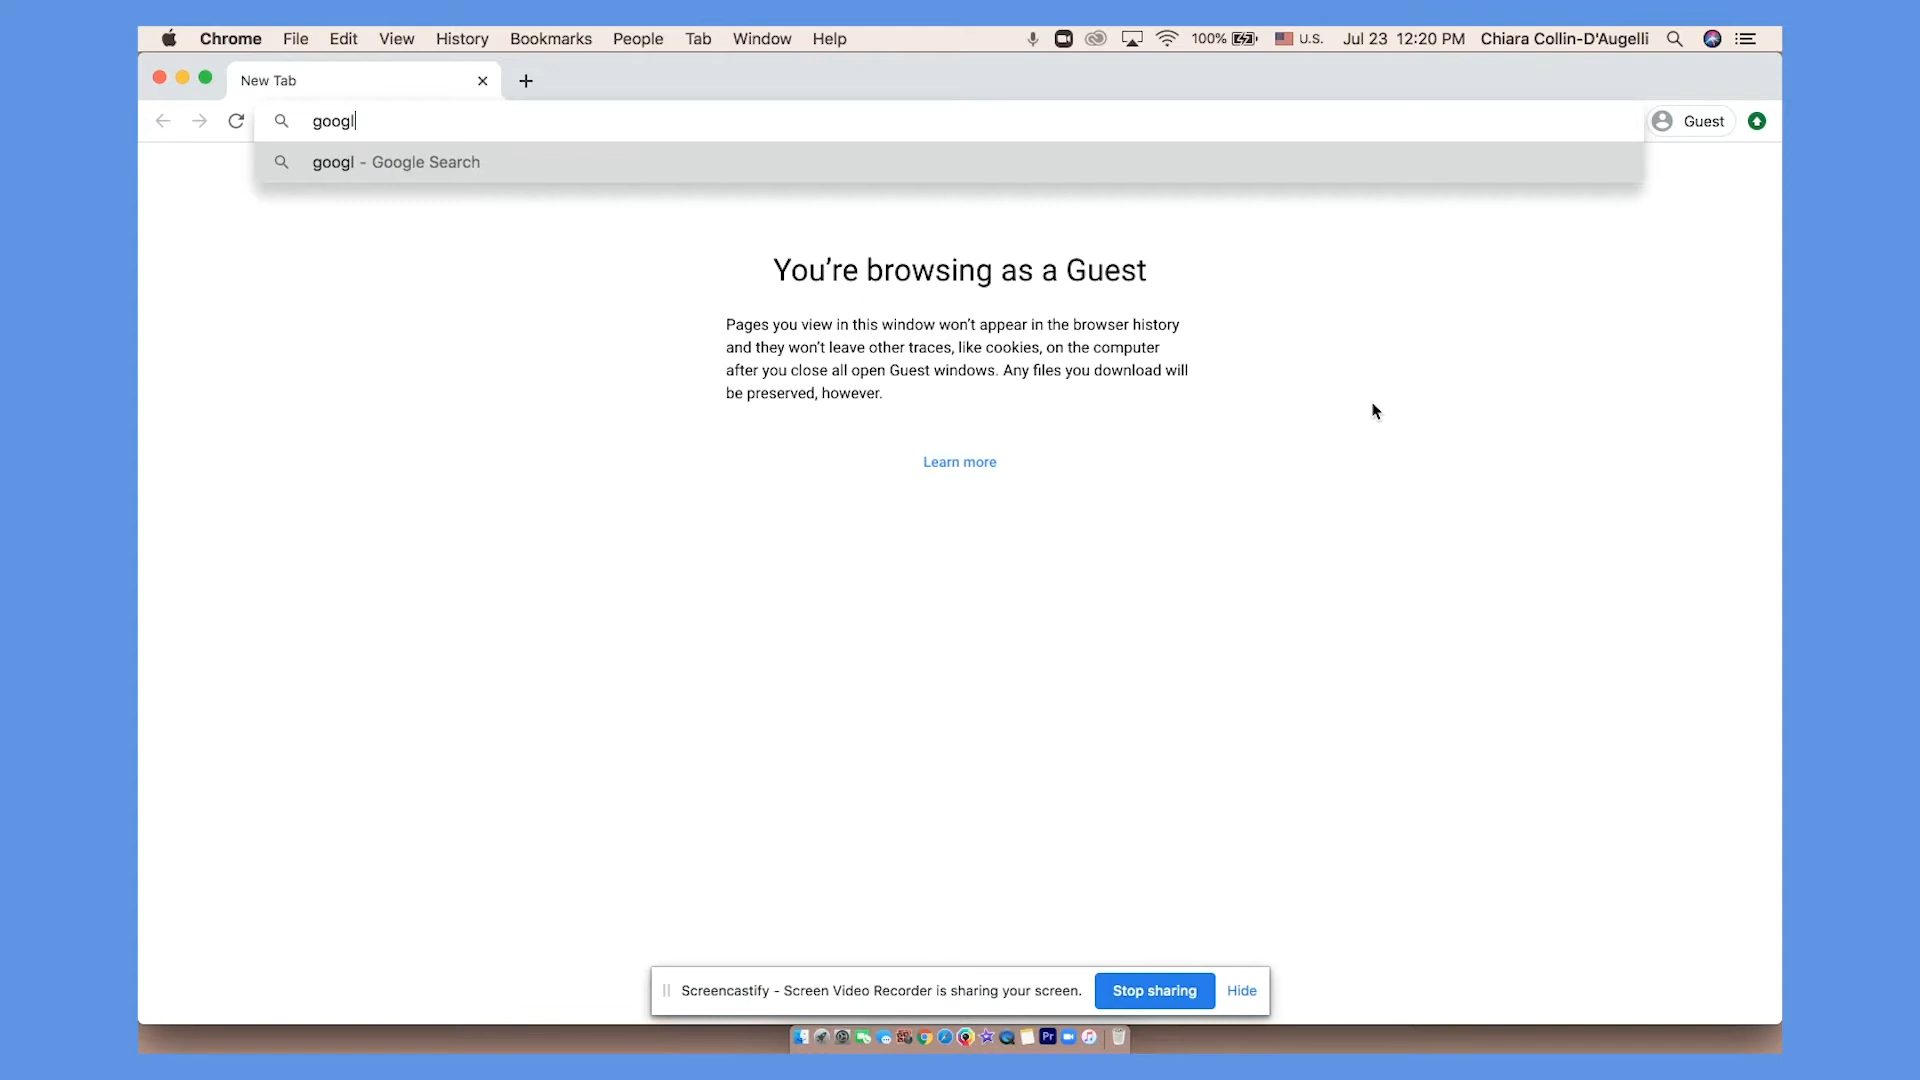 Chrome File Edit View History Bookmarks People Tab Window Help 100% U.S. Jul 23 12:20 PM Chiara Collin-D'Augelli
New Tab
googl Guest
googl - Google Search
You're browsing as a Guest
Pages you view in this window won't appear in the browser history
and they won't leave other traces, like cookies, on the computer
after you close all open Guest windows. Any files you download will
be preserved, however.
Learn more
Screencastify - Screen Video Recorder is sharing your screen. Stop sharing Hide
Pr